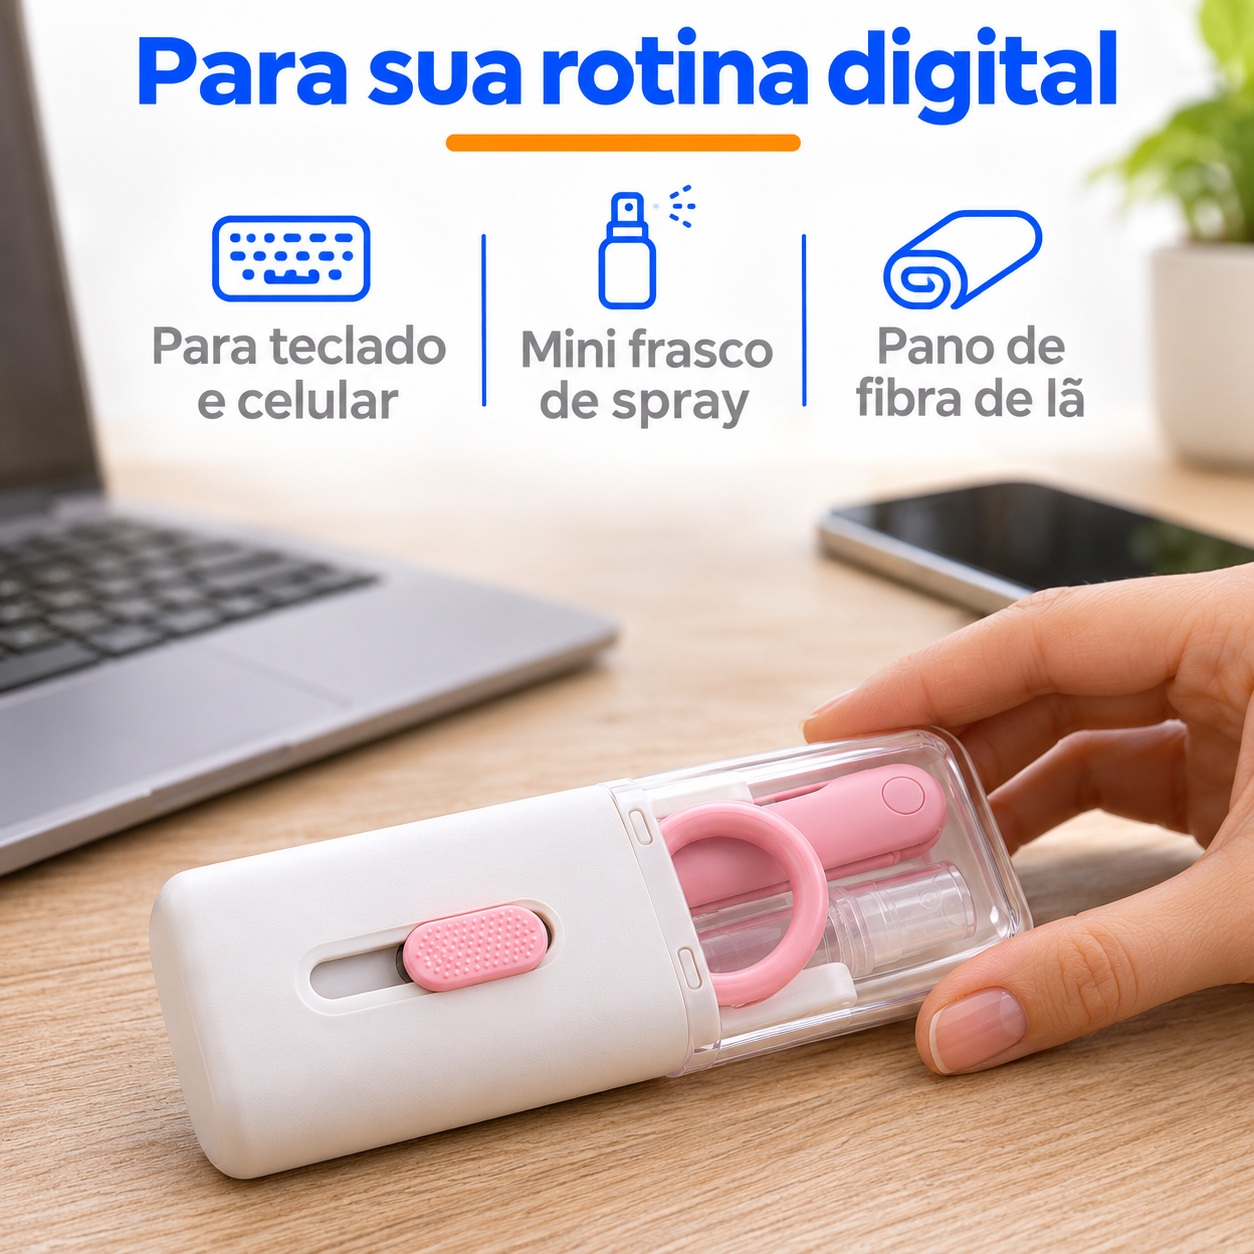 Para sua rotina digital
Para teclado
e celular
Mini frasco
de spray
Pano de
fibra de lã